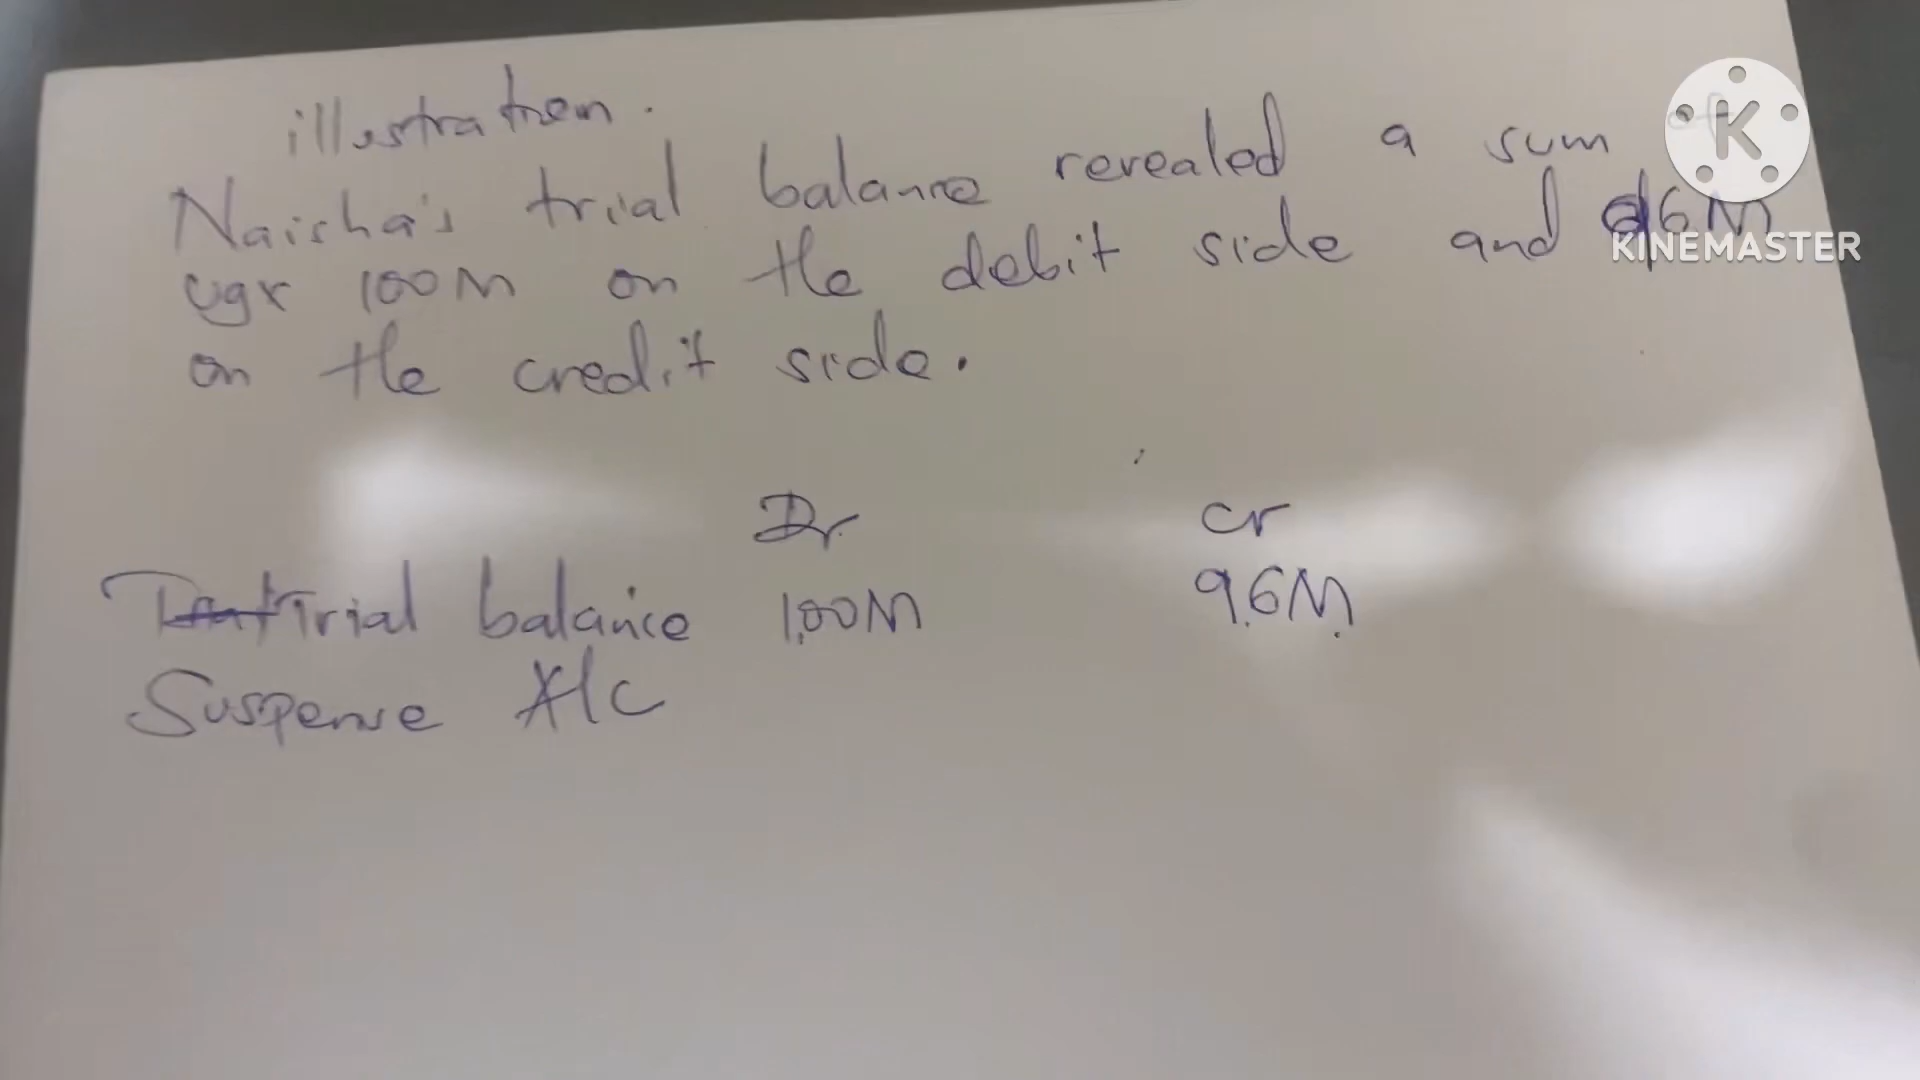 illustration.
Naisha's trial balance revealed a sum of
ugx 100M on the debit side and 96M
on the credit side.
Dr. Cr
Trial balance 100M 96M
Suspense A/C
K
KINEMASTER